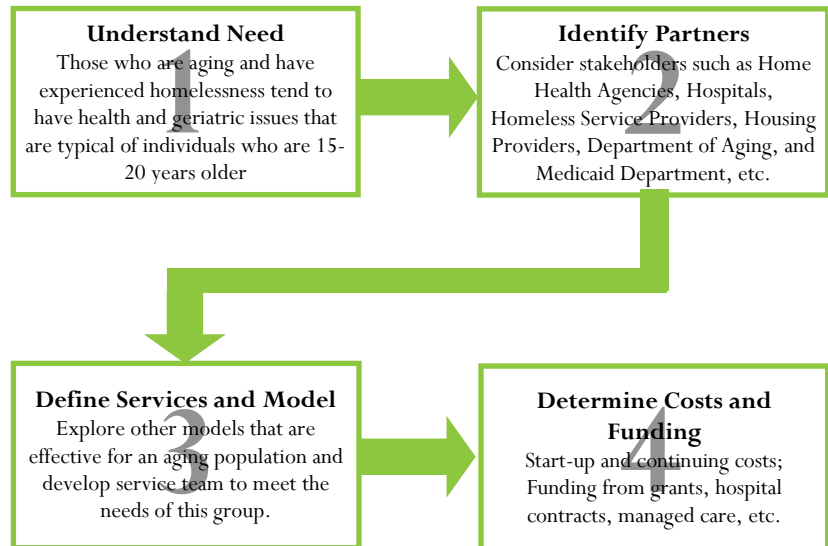 1
Understand Need
Those who are aging and have
experienced homelessness tend to
have health and geriatric issues that
are typical of individuals who are 15-
20 years older
2
Identify Partners
Consider stakeholders such as Home
Health Agencies, Hospitals,
Homeless Service Providers, Housing
Providers, Department of Aging, and
Medicaid Department, etc.
3
Define Services and Model
Explore other models that are
effective for an aging population and
develop service team to meet the
needs of this group.
4
Determine Costs and
Funding
Start-up and continuing costs;
Funding from grants, hospital
contracts, managed care, etc.